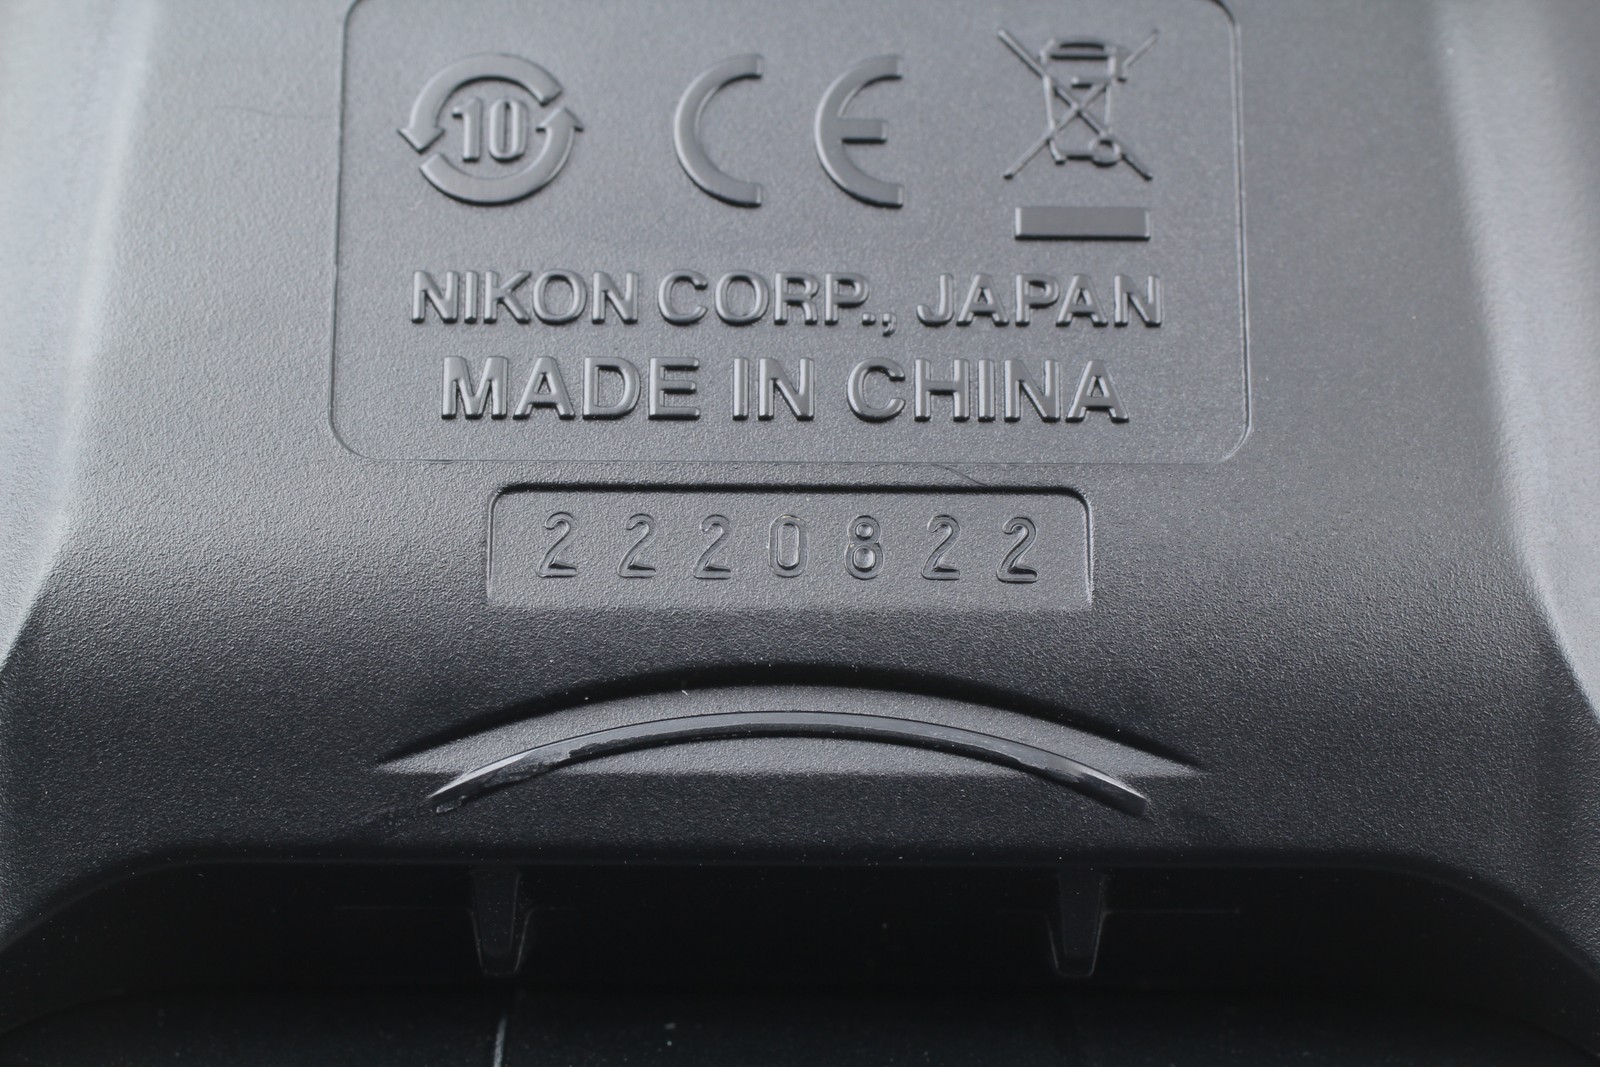 10 CE
NIKON CORP., JAPAN
MADE IN CHINA
2220822